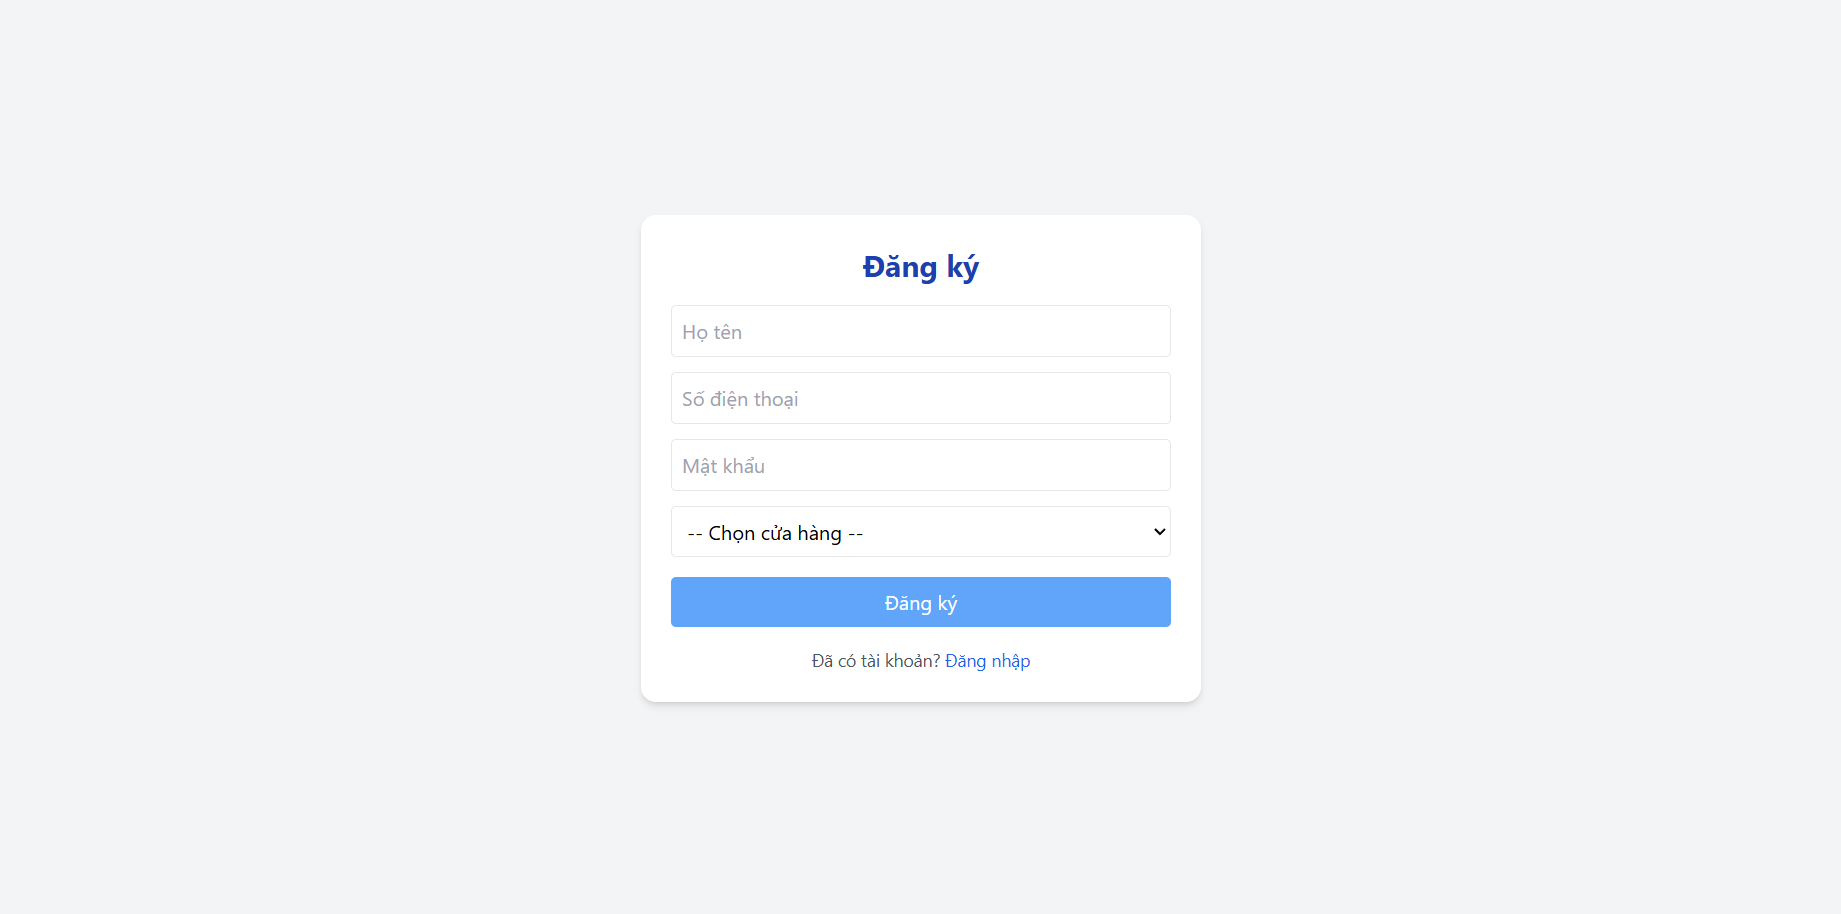 Đăng ký
Họ tên
Số điện thoại
Mật khẩu
-- Chọn cửa hàng --
Đăng ký
Đã có tài khoản? Đăng nhập